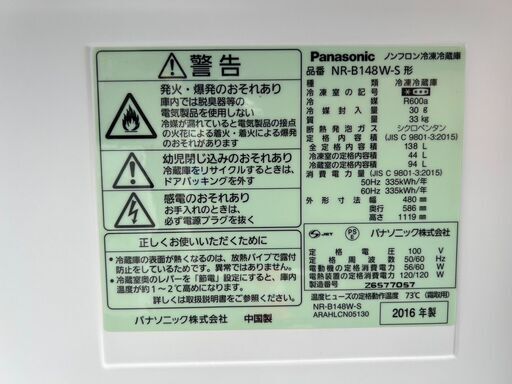 警告
発火・爆発のおそれあり
庫内では脱臭器等の
電気製品を使用しない
冷媒が漏れていると電気製品の接点
の火花による着火・着火による爆発
のおそれあり
幼児閉じ込めのおそれあり
冷蔵庫をリサイクルするときは、
ドアパッキングを外す
感電のおそれあり
お手入れのときは、
必ず電源プラグを抜く
正しくお使いいただくために
・冷蔵庫の表面が熱くなるのは、放熱パイプで露付
防止をしているためで、異常ではありません。
・冷蔵室奥のレバーを「節電」設定にすると、庫内
温度が約1~2℃高めになります。
詳しくは取扱説明書をご覧ください。
パナソニック株式会社 中国製
Panasonic ノンフロン冷凍冷蔵庫
品番 NR-B148W-S 形
種類 冷凍冷蔵庫
冷凍室の記号
冷媒 R600a
冷媒封入量 30 g
質量 33 kg
断熱発泡ガス シクロペンタン
定格内容積 (JIS C 9801-3:2015)
全定格内容積 138 L
冷凍室の定格内容積 44 L
冷蔵室の定格内容積 94 L
消費電力量 (JIS C 9801-3:2015)
50Hz 335kWh/年
60Hz 335kWh/年
外形寸法 幅 480 mm
奥行 586 mm
高さ 1119 mm
JET PS E パナソニック株式会社
定格電圧 100 V
定格周波数 50/60 Hz
電動機の定格消費電力 56/60 W
電熱装置の定格消費電力 120/120 W
製造番号 Z6577057
温度ヒューズの定格動作温度 73℃ (霜取用)
NR-B148W-S
ARAHLCN05130
2016 年製